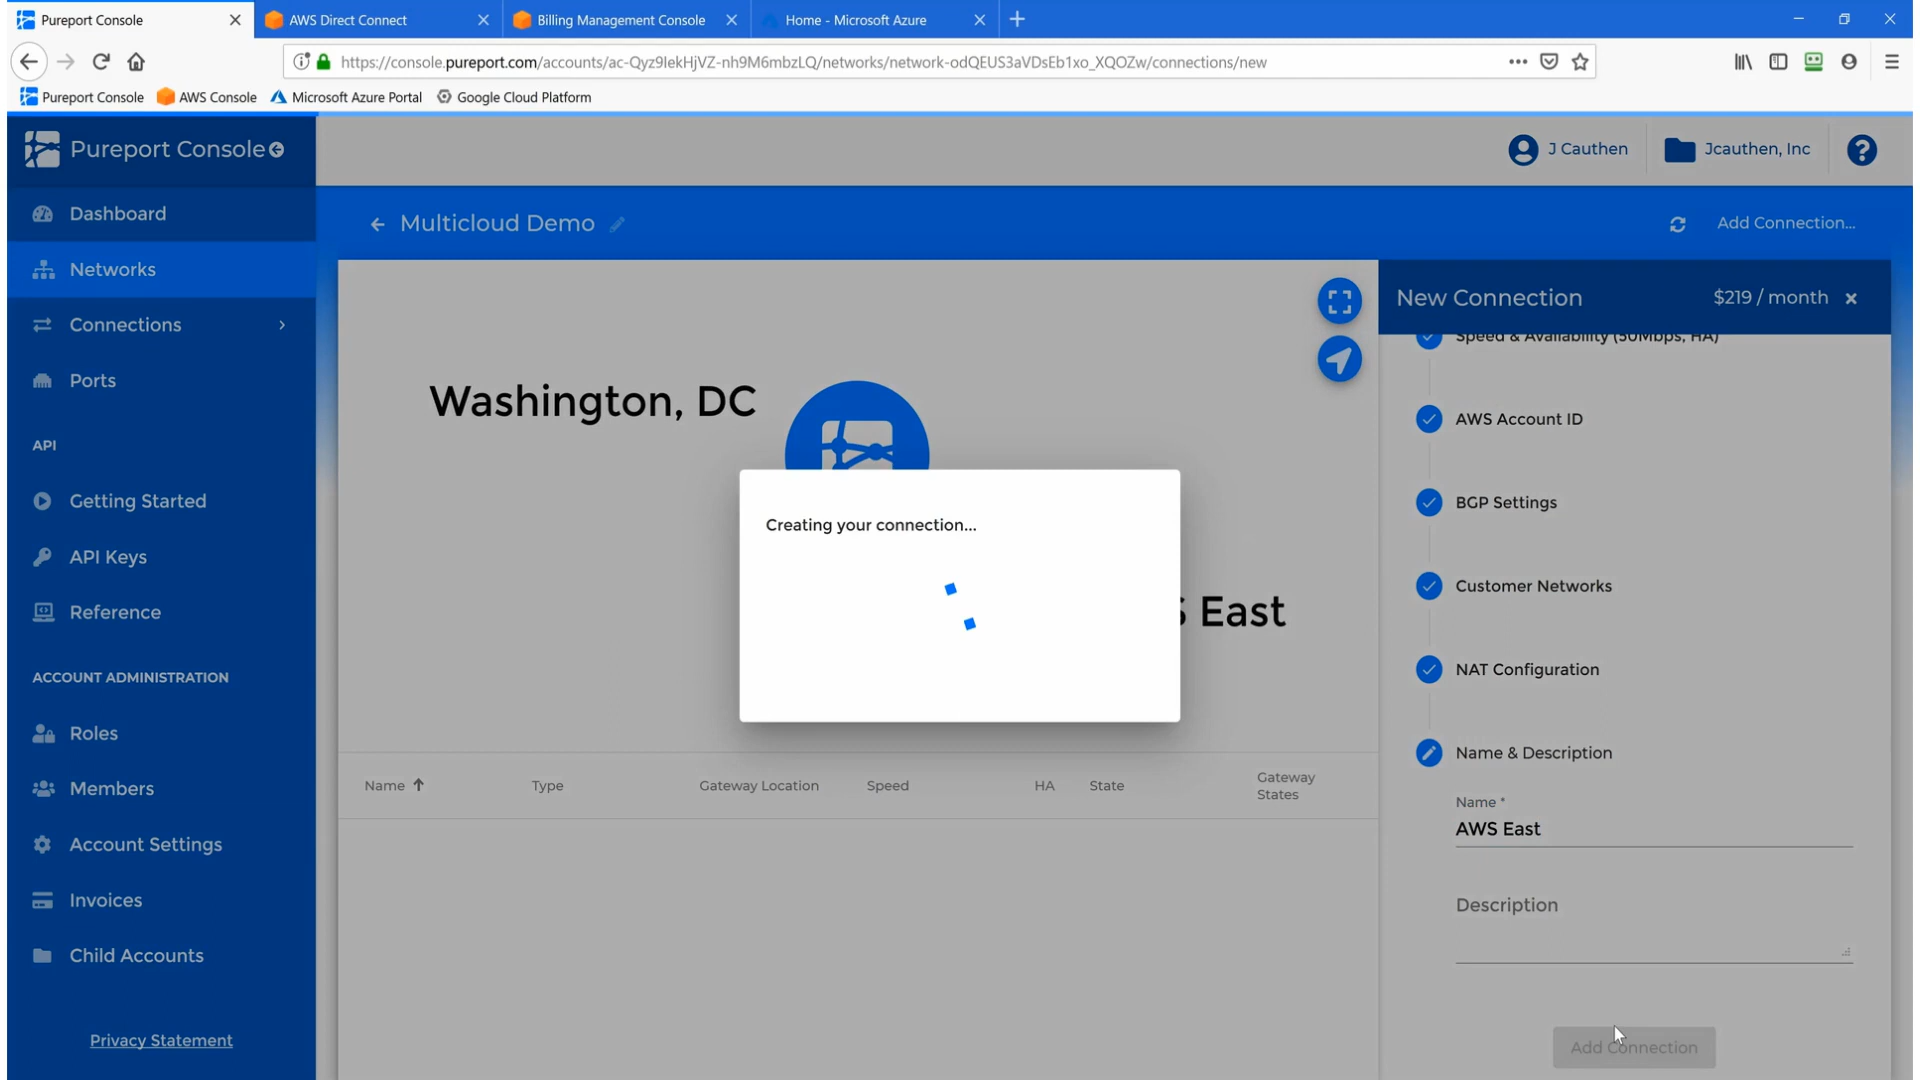 Pureport Console
AWS Direct Connect
Billing Management Console
Home - Microsoft Azure
https://console.pureport.com/accounts/ac-Qyz9lekHjVZ-nh9M6mbzLQ/networks/network-odQEUS3aVDsEb1xo_XQOZw/connections/new
Pureport Console
AWS Console
Microsoft Azure Portal
Google Cloud Platform
Pureport Console
J Cauthen
Jcauthen, Inc
Dashboard
Networks
Connections
Ports
API
Getting Started
API Keys
Reference
ACCOUNT ADMINISTRATION
Roles
Members
Account Settings
Invoices
Child Accounts
Privacy Statement
Multicloud Demo
Add Connection...
Washington, DC
East
Creating your connection...
Name
Type
Gateway Location
Speed
HA
State
Gateway
States
New Connection
$219 / month
Speed & Availability (50Mbps, HA)
AWS Account ID
BGP Settings
Customer Networks
NAT Configuration
Name & Description
Name *
AWS East
Description
Add Connection